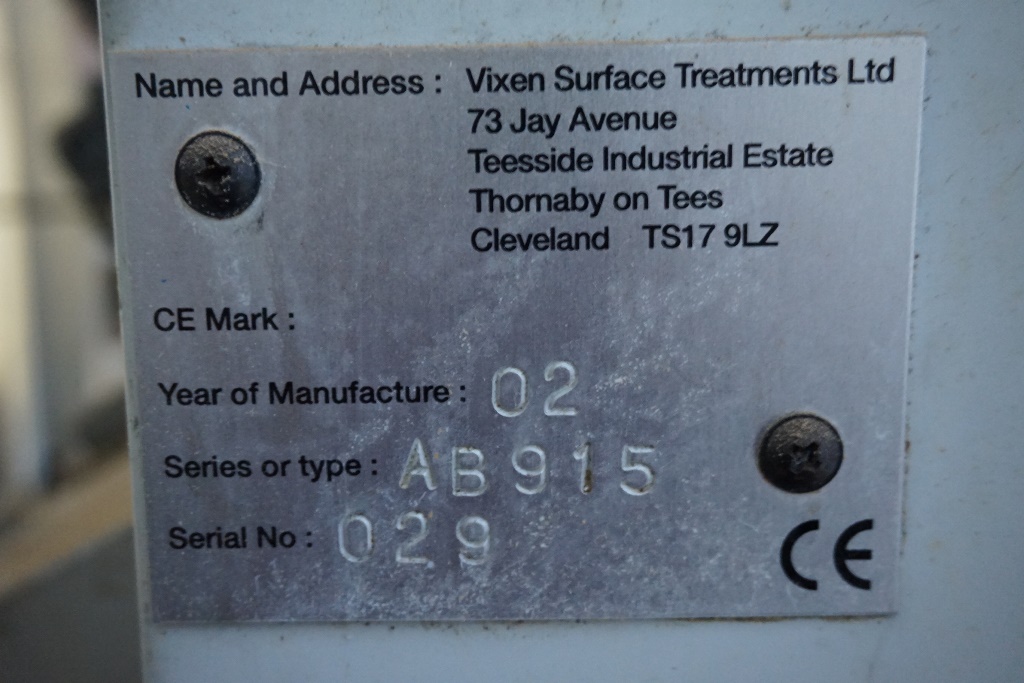 Name and Address : Vixen Surface Treatments Ltd
73 Jay Avenue
Teesside Industrial Estate
Thornaby on Tees
Cleveland TS17 9LZ
CE Mark :
Year of Manufacture : 02
Series or type : AB915
Serial No : 029
CE